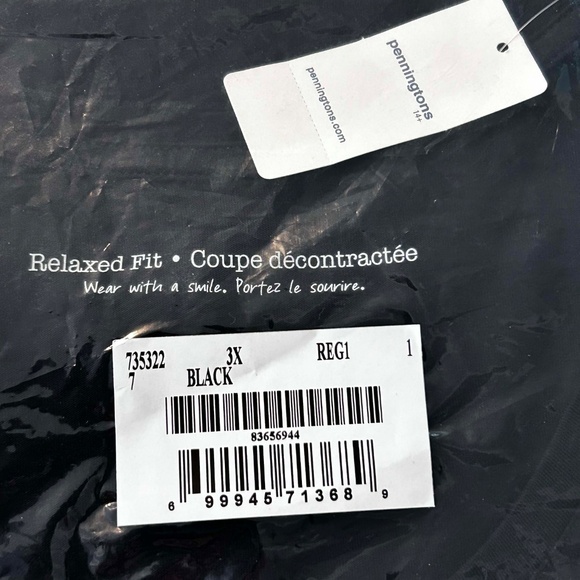 penningtons
14+
penningtons.com
Relaxed Fit • Coupe décontractée
Wear with a smile. Portez le sourire.
735322 3X REG1 1
7 BLACK
83656944
6 99945 71368 9